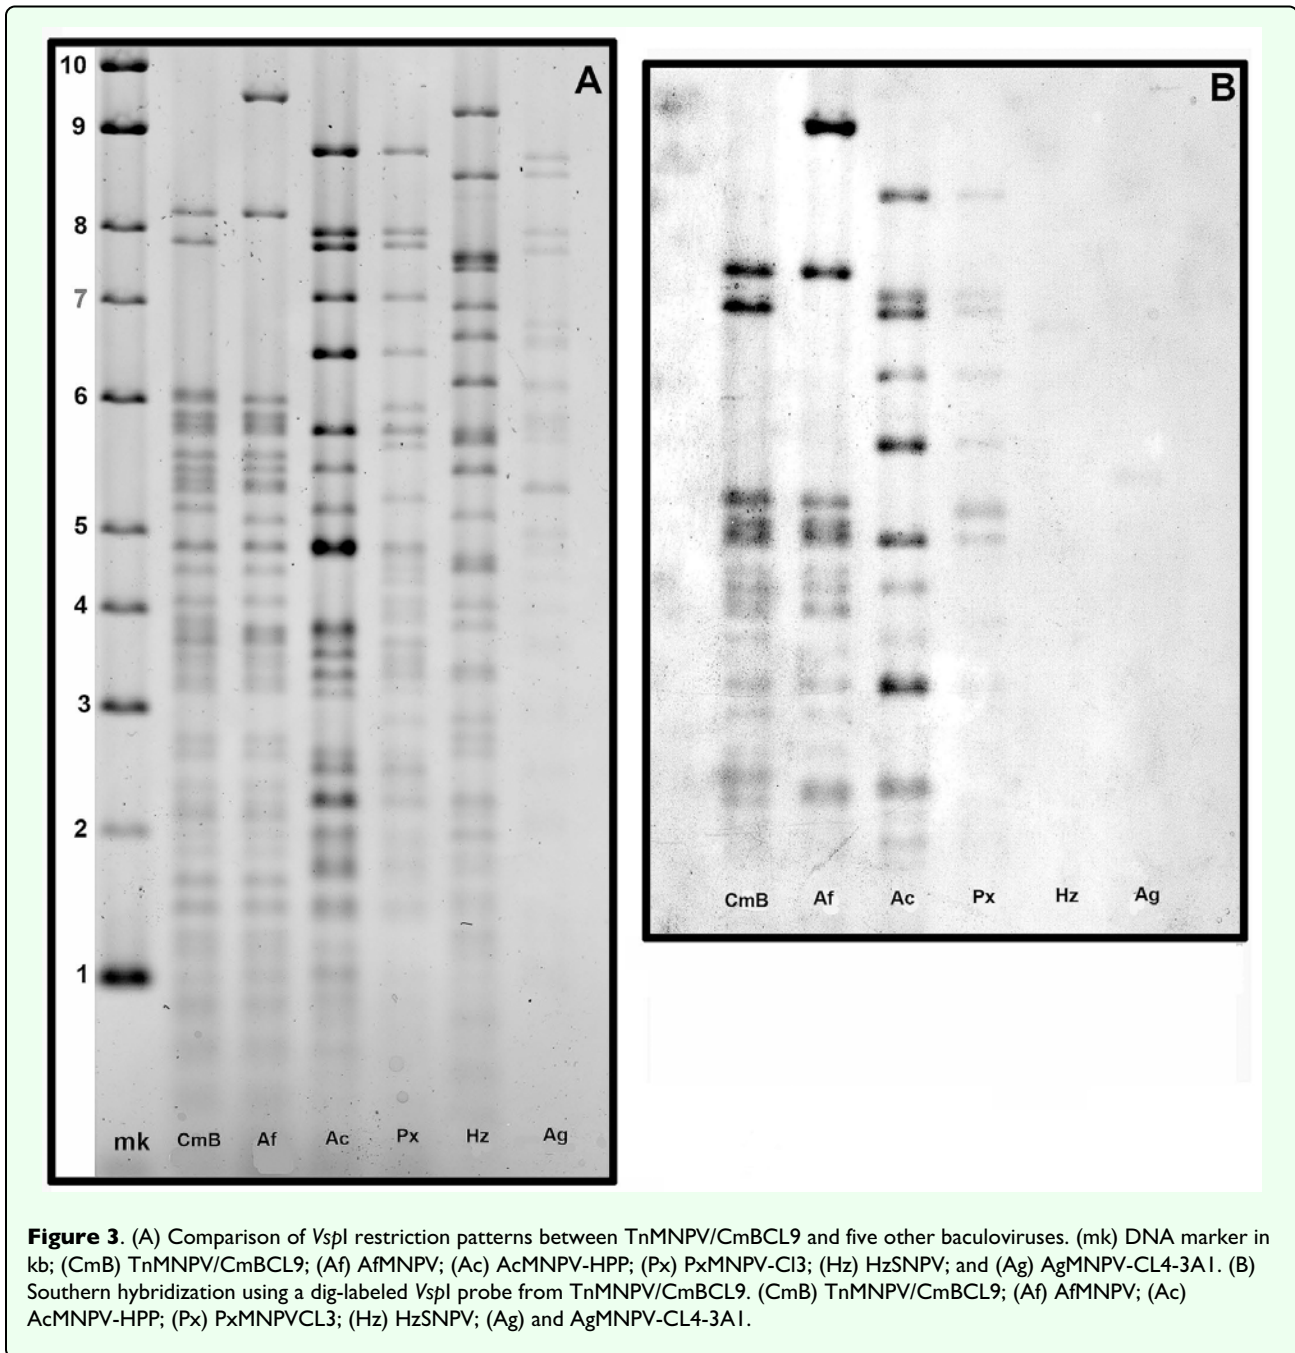 A
10
9
8
7
6
5
4
3
2
1
mk CmB Af Ac Px Hz Ag
B
CmB Af Ac Px Hz Ag
Figure 3. (A) Comparison of VspI restriction patterns between TnMNPV/CmBCL9 and five other baculoviruses. (mk) DNA marker in
kb; (CmB) TnMNPV/CmBCL9; (Af) AfMNPV; (Ac) AcMNPV-HPP; (Px) PxMNPV-Cl3; (Hz) HzSNPV; and (Ag) AgMNPV-CL4-3A1. (B)
Southern hybridization using a dig-labeled VspI probe from TnMNPV/CmBCL9. (CmB) TnMNPV/CmBCL9; (Af) AfMNPV; (Ac)
AcMNPV-HPP; (Px) PxMNPVCL3; (Hz) HzSNPV; (Ag) and AgMNPV-CL4-3A1.